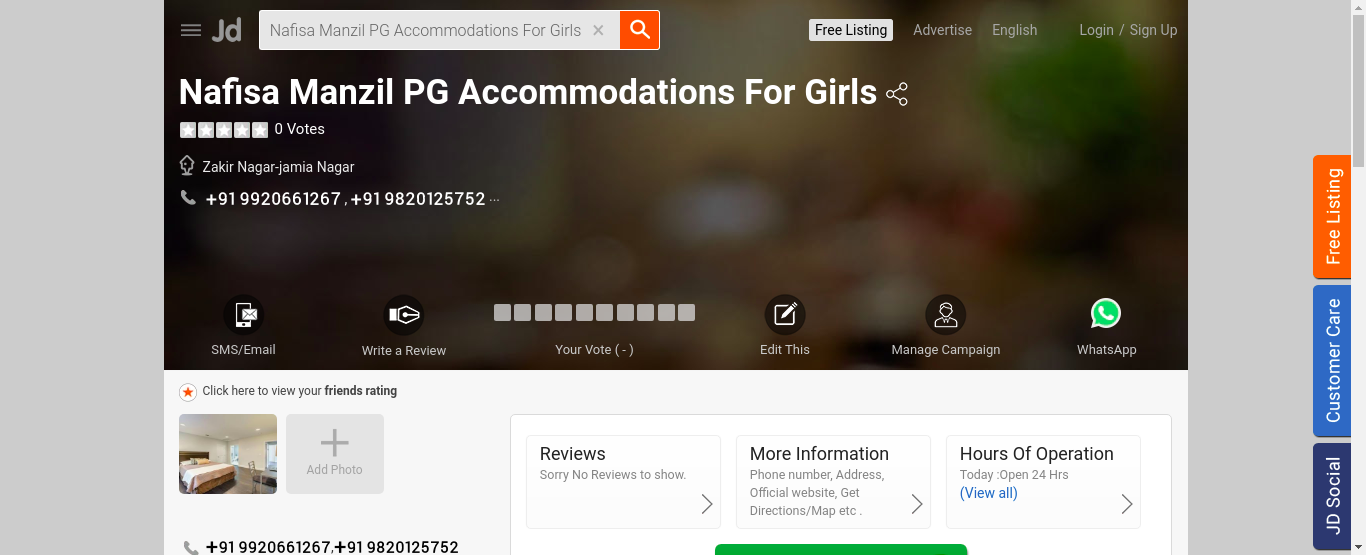 Jd
Nafisa Manzil PG Accommodations For Girls
Free Listing
Advertise
English
Login / Sign Up
Nafisa Manzil PG Accommodations For Girls
0 Votes
Zakir Nagar-jamia Nagar
+91 9920661267 , +91 9820125752 ...
SMS/Email
Write a Review
Your Vote ( - )
Edit This
Manage Campaign
WhatsApp
Click here to view your friends rating
Add Photo
Reviews
Sorry No Reviews to show.
More Information
Phone number, Address,
Official website, Get
Directions/Map etc .
Hours Of Operation
Today :Open 24 Hrs
(View all)
+91 9920661267,+91 9820125752
Free Listing
Customer Care
JD Social